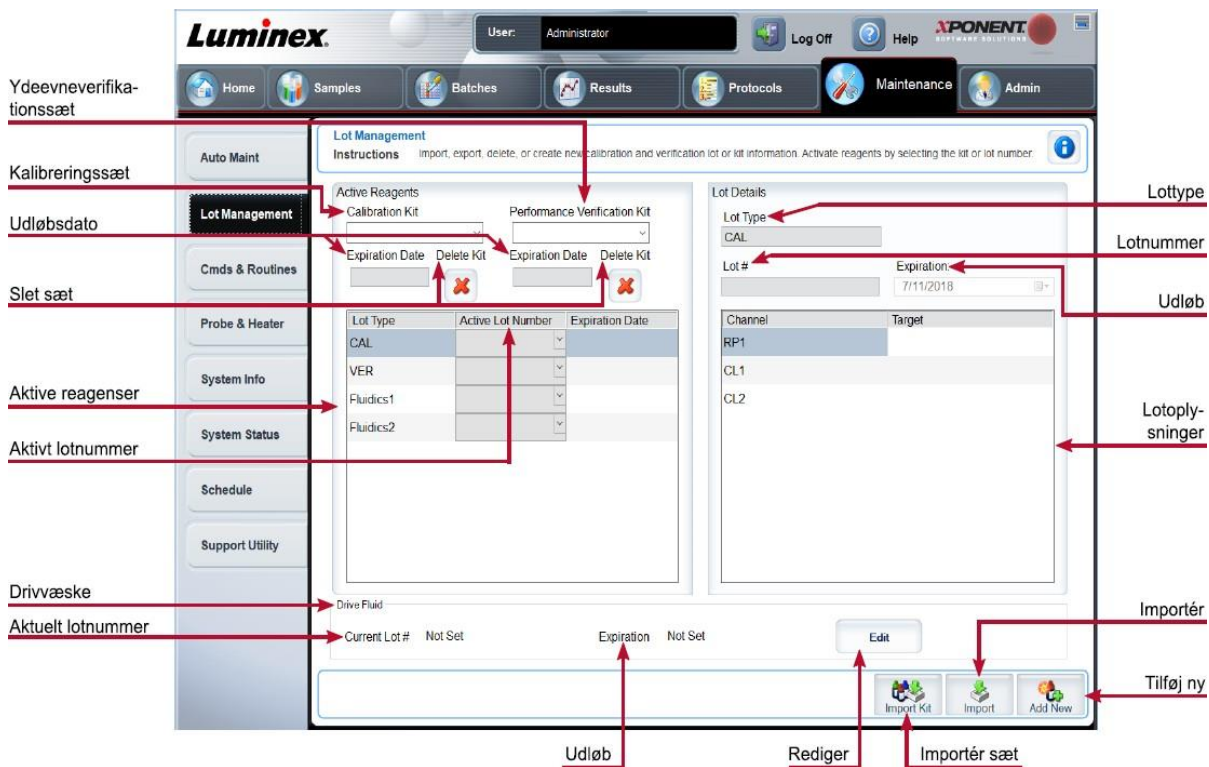 Luminex.
User: Administrator
Log Off
Help
XPONENT
SOFTWARE SOLUTIONS
Home
Samples
Batches
Results
Protocols
Maintenance
Admin
Ydeevneverifika-
tionssæt
Kalibreringssæt
Udløbsdato
Slet sæt
Aktive reagenser
Aktivt lotnummer
Drivvæske
Aktuelt lotnummer
Auto Maint
Lot Management
Cmds & Routines
Probe & Heater
System Info
System Status
Schedule
Support Utility
Lot Management
Instructions Import, export, delete, or create new calibration and verification lot or kit information. Activate reagents by selecting the kit or lot number.
Active Reagents
Calibration Kit Performance Verification Kit
Expiration Date Delete Kit Expiration Date Delete Kit
Lot Type Active Lot Number Expiration Date
CAL
VER
Fluidics1
Fluidics2
Lot Details
Lot Type
CAL
Lot # Expiration:
7/11/2018
Channel Target
RP1
CL1
CL2
Drive Fluid
Current Lot # Not Set Expiration Not Set Edit
Import Kit Import Add New
Lottype
Lotnummer
Udløb
Lotoply-
sninger
Importér
Tilføj ny
Udløb Rediger Importér sæt